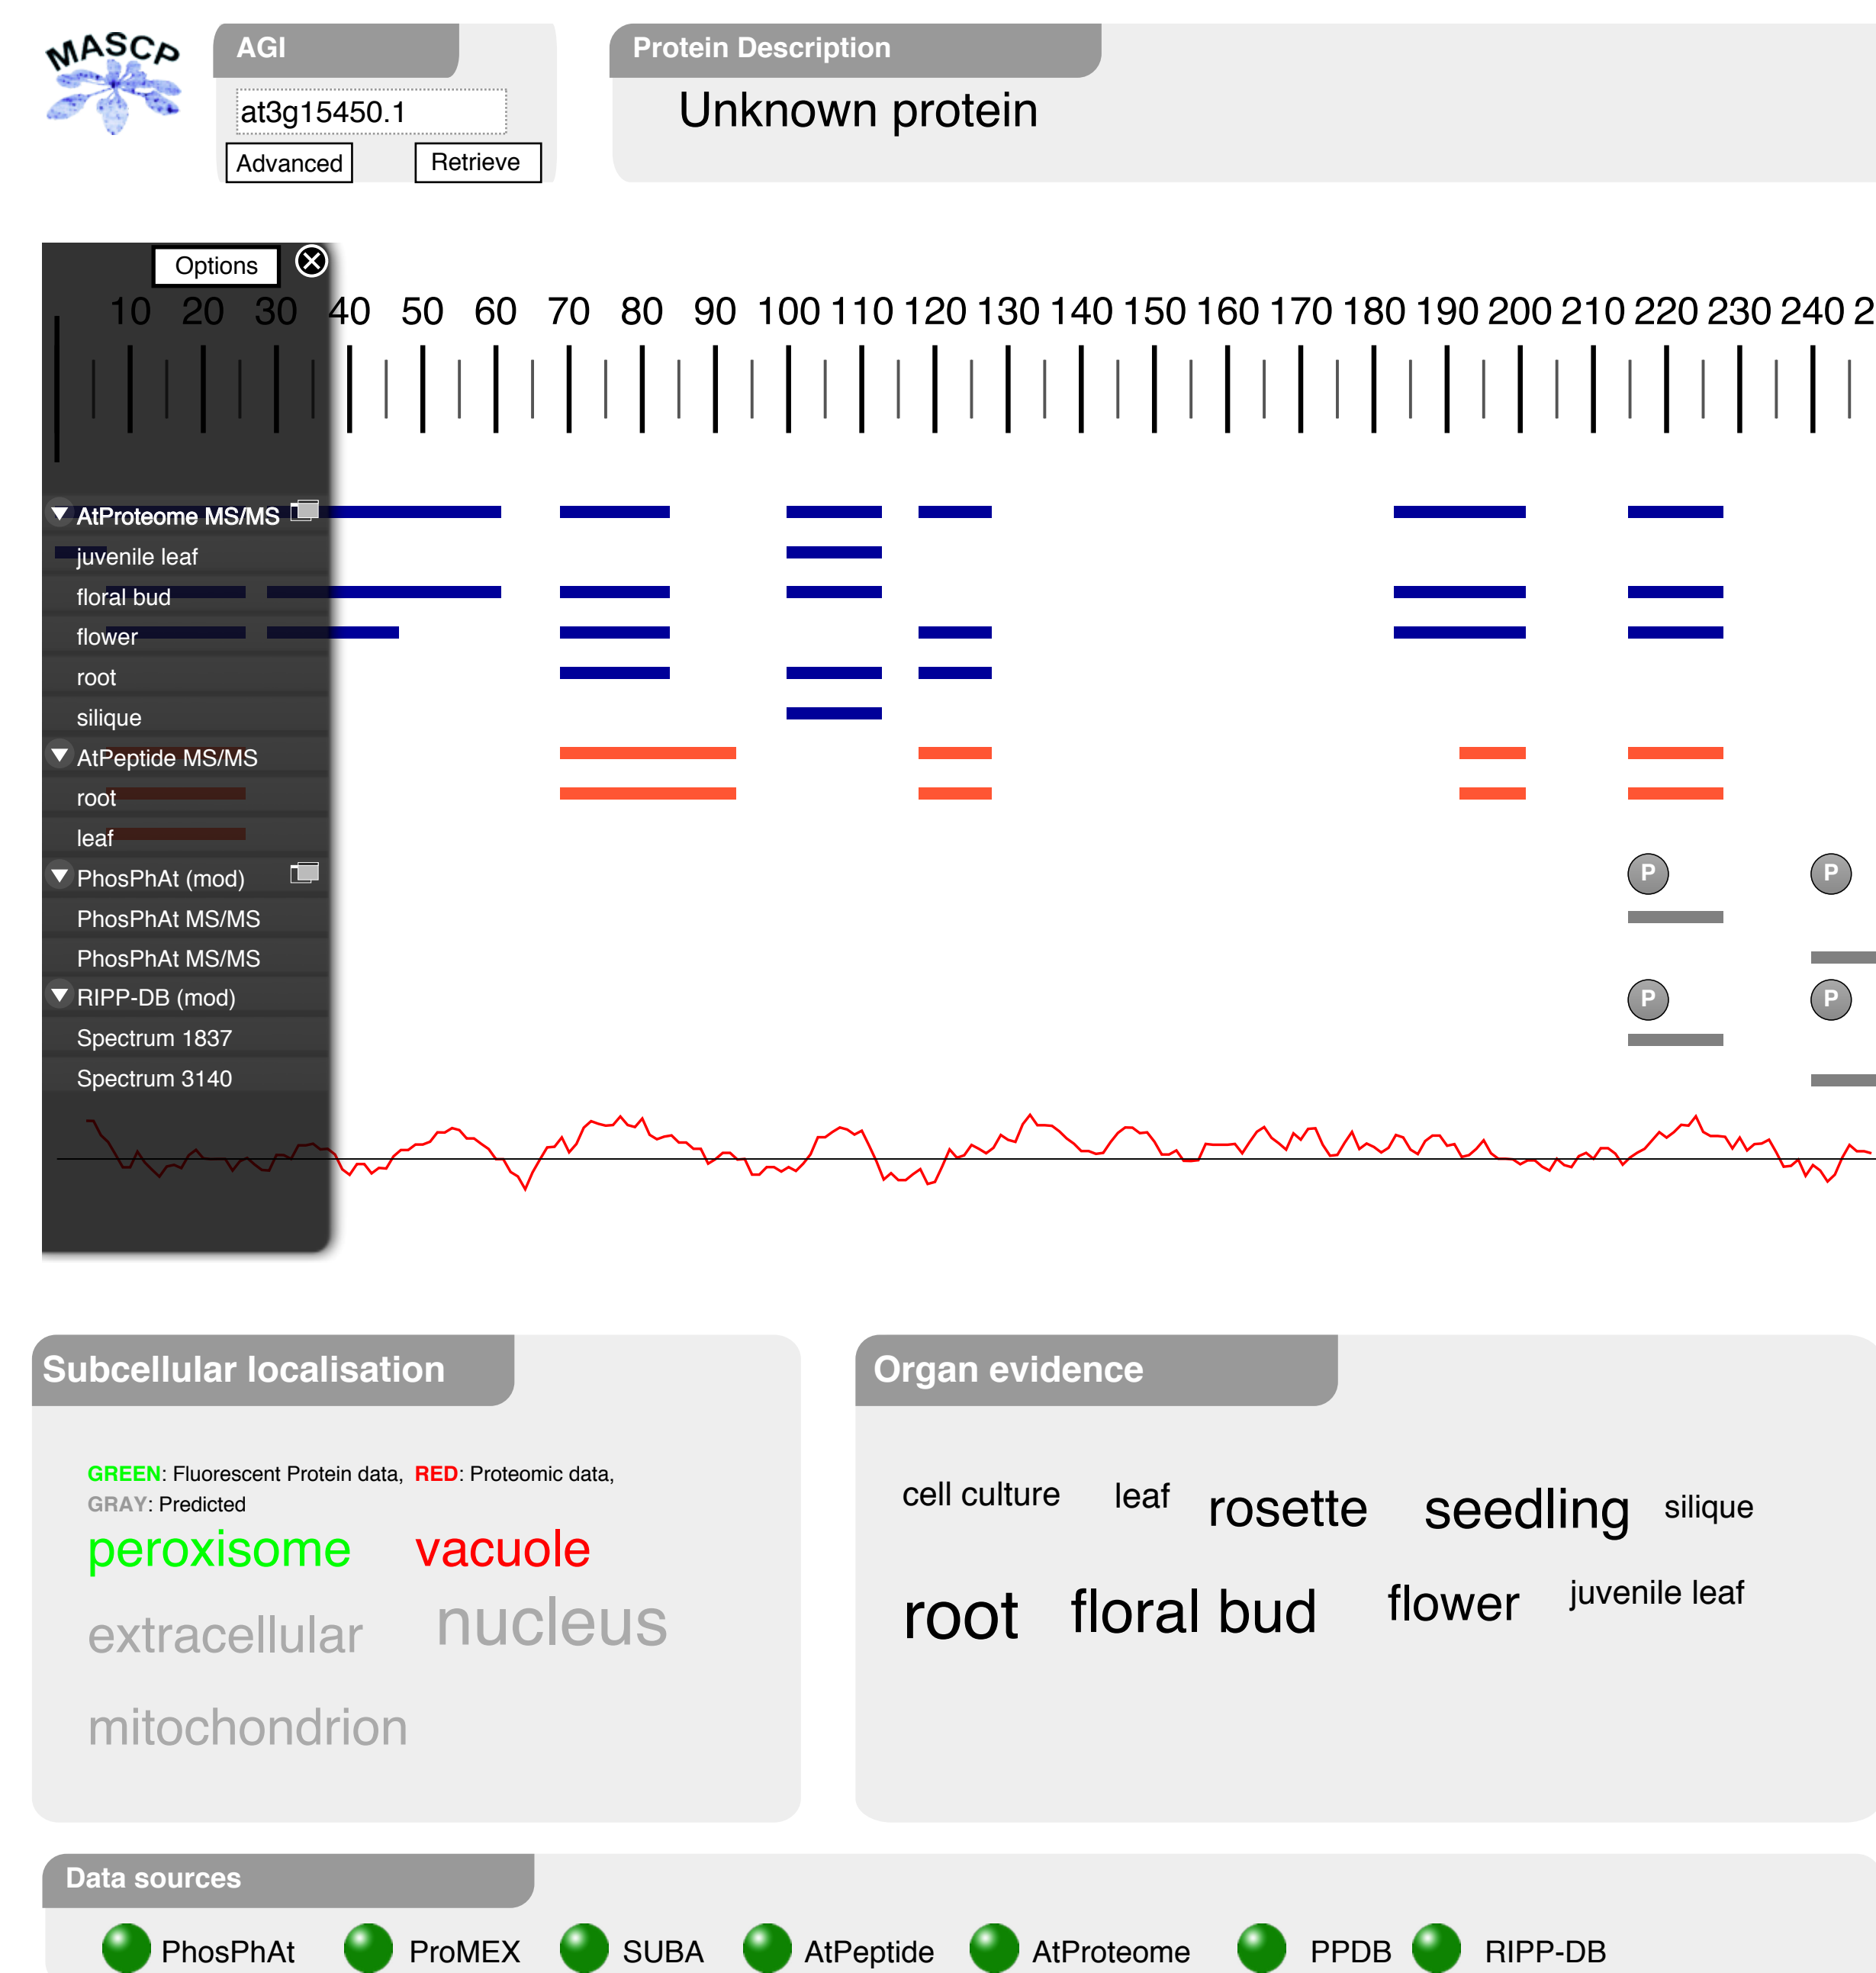 MASCP
AGI
at3g15450.1
Advanced Retrieve
Protein Description
Unknown protein
Options
10 20 30 40 50 60 70 80 90 100 110 120 130 140 150 160 170 180 190 200 210 220 230 240 2
AtProteome MS/MS
juvenile leaf
floral bud
flower
root
silique
AtPeptide MS/MS
root
leaf
PhosPhAt (mod) P P
PhosPhAt MS/MS
PhosPhAt MS/MS
RIPP-DB (mod) P P
Spectrum 1837
Spectrum 3140
Subcellular localisation
GREEN: Fluorescent Protein data, RED: Proteomic data,
GRAY: Predicted
peroxisome vacuole
extracellular nucleus
mitochondrion
Organ evidence
cell culture leaf rosette seedling silique
root floral bud flower juvenile leaf
Data sources
PhosPhAt ProMEX SUBA AtPeptide AtProteome PPDB RIPP-DB